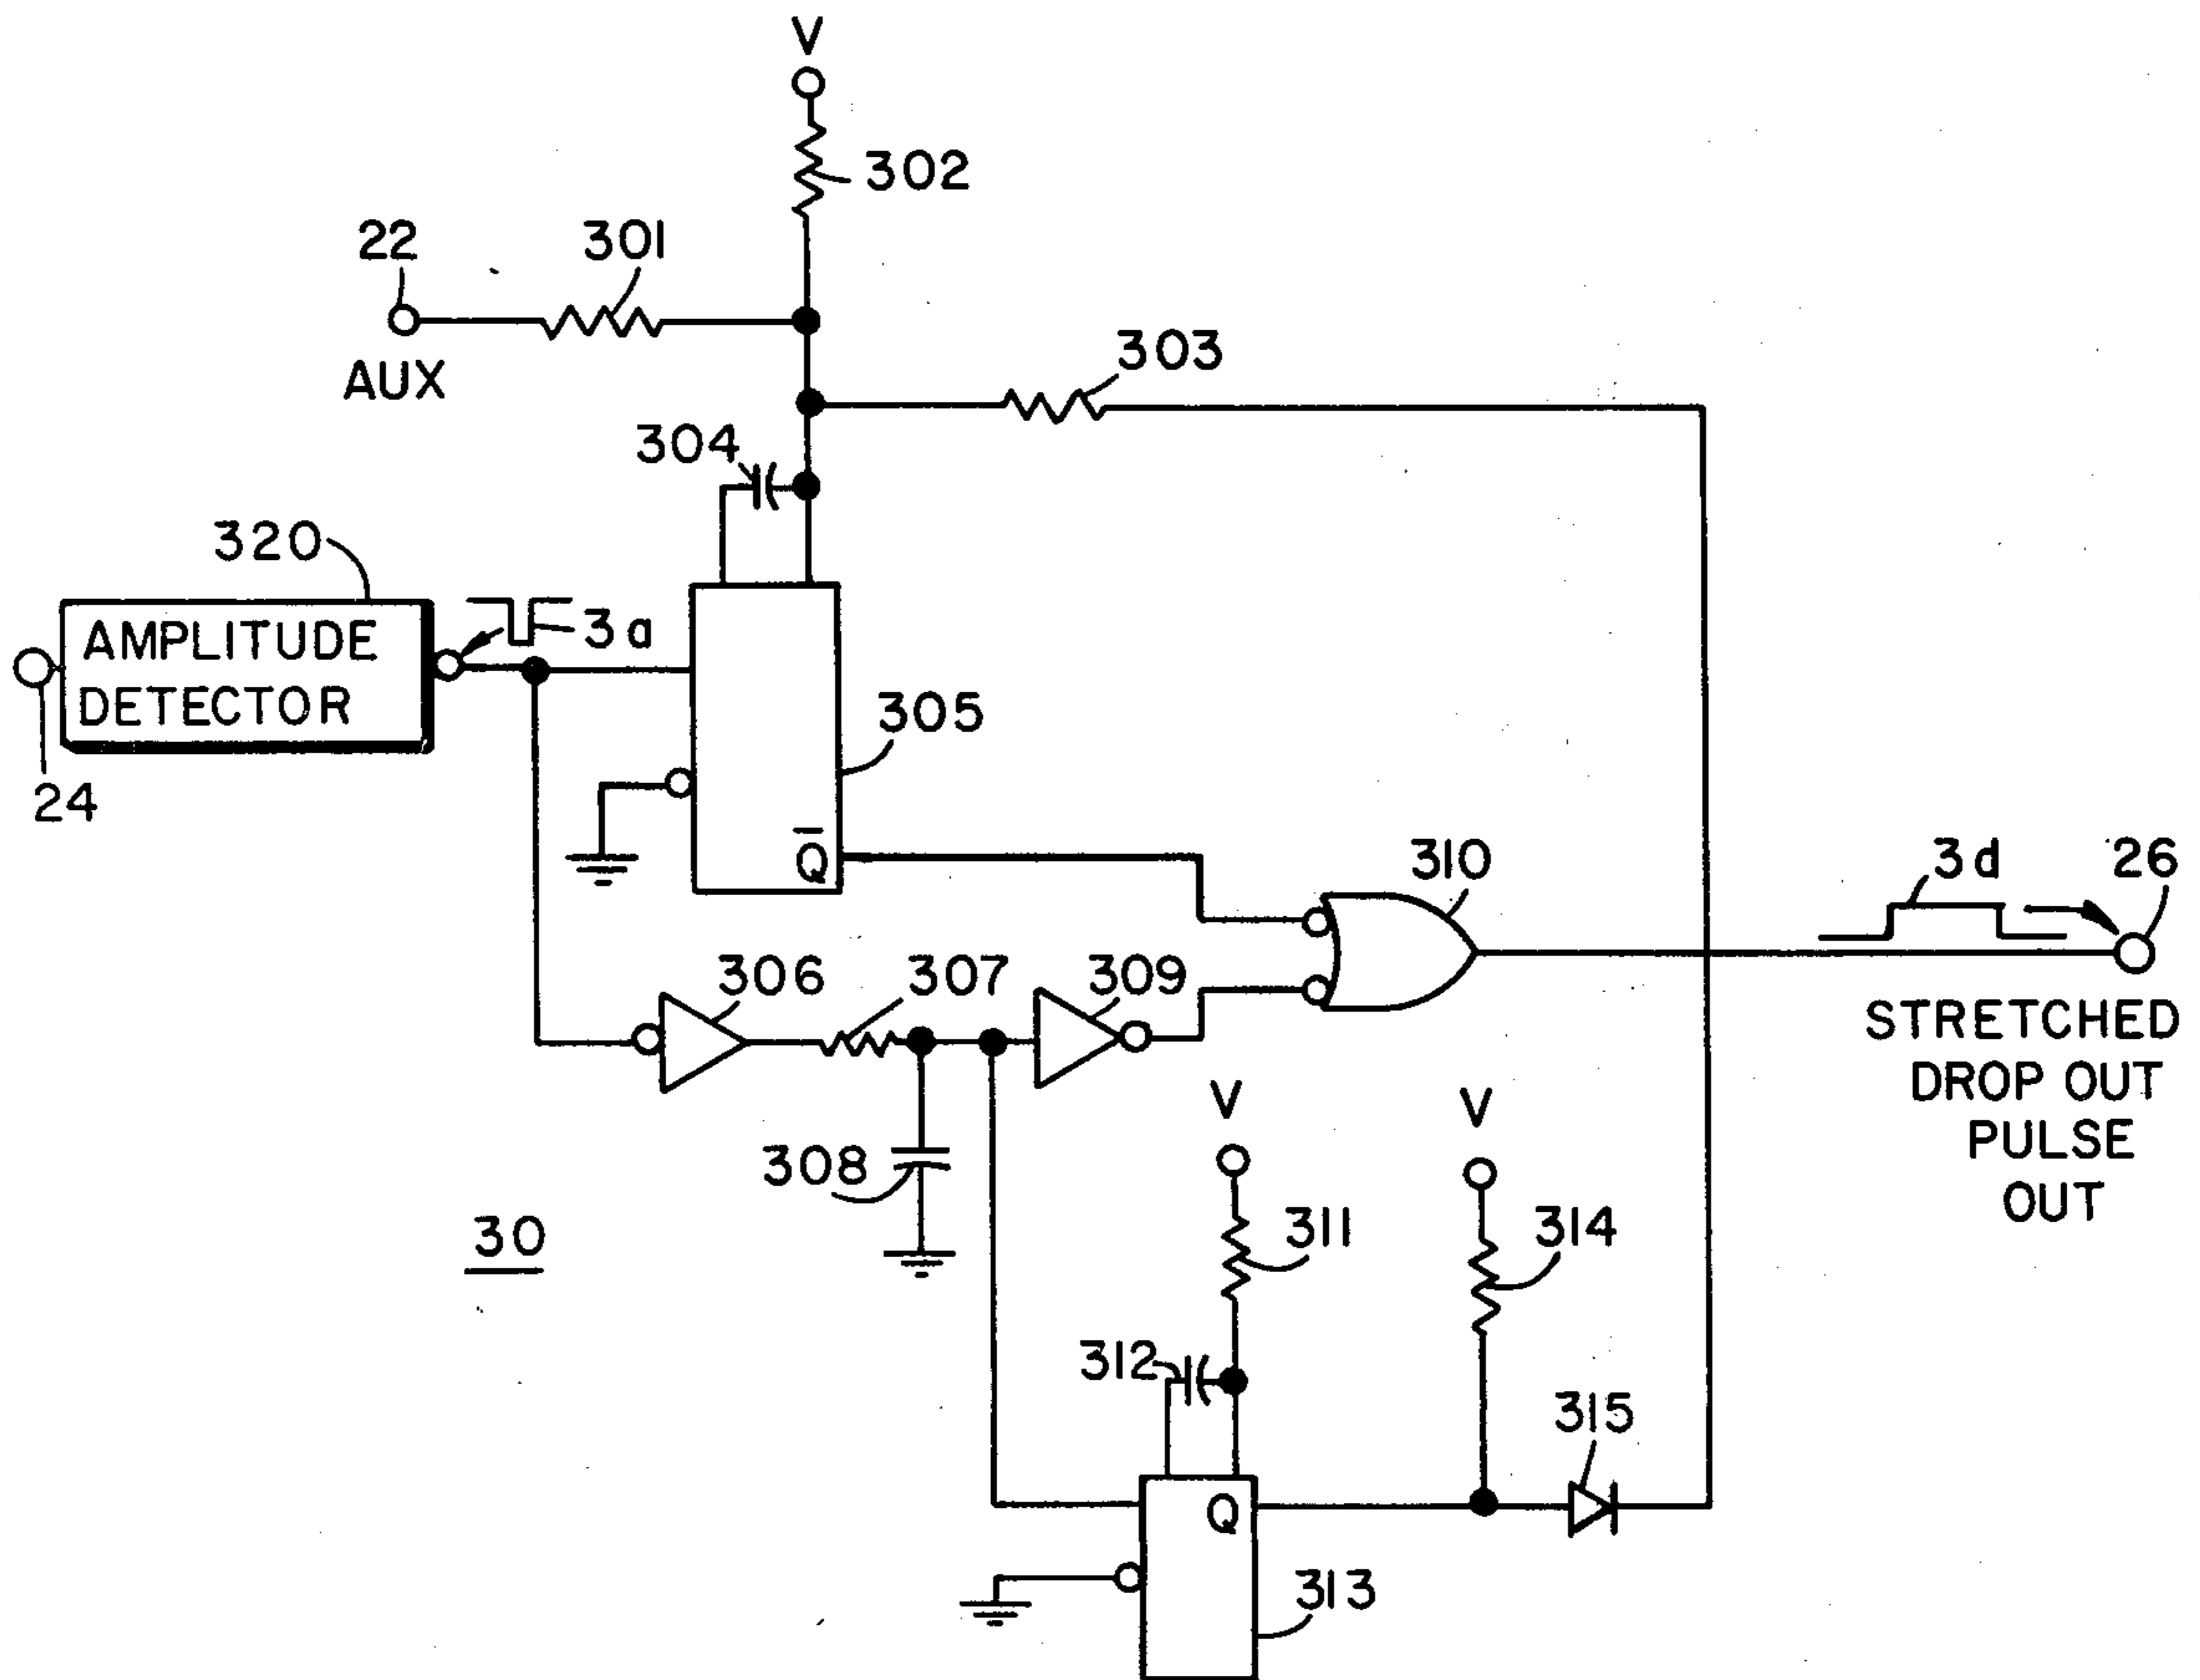 V
302
22
301
AUX
303
304
320
3a
AMPLITUDE
DETECTOR
305
24
Q̅
310
3d
26
306
307
309
STRETCHED
DROP OUT
PULSE
OUT
V
V
308
311
314
30
312
315
Q
313